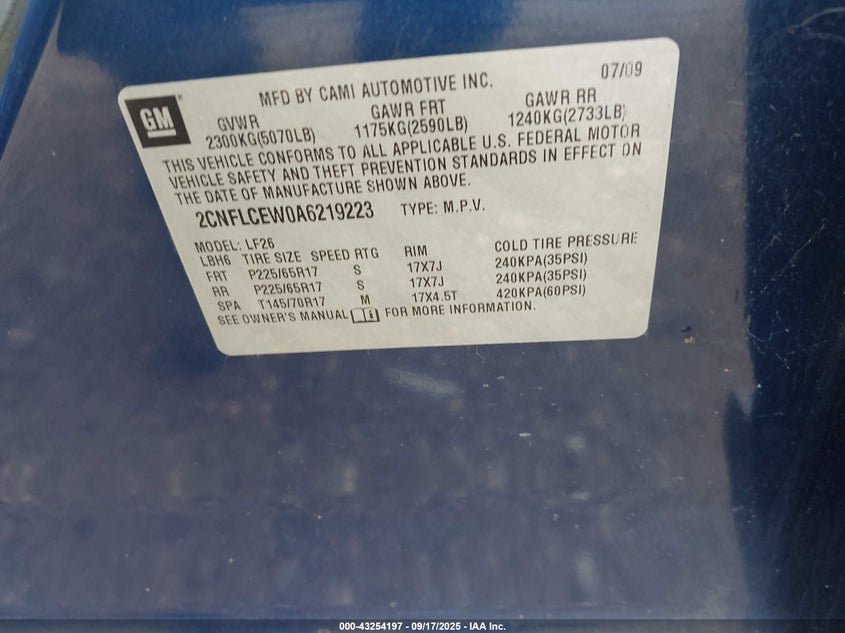 GM
MFD BY CAMI AUTOMOTIVE INC. 07/09
GVWR GAWR FRT GAWR RR
2300KG(5070LB) 1175KG(2590LB) 1240KG(2733LB)
THIS VEHICLE CONFORMS TO ALL APPLICABLE U.S. FEDERAL MOTOR
VEHICLE SAFETY AND THEFT PREVENTION STANDARDS IN EFFECT ON
THE DATE OF MANUFACTURE SHOWN ABOVE.
2CNFLCEW0A6219223 TYPE: M.P.V.
MODEL: LF26
LBH6 TIRE SIZE SPEED RTG RIM COLD TIRE PRESSURE
FRT P225/65R17 S 17X7J 240KPA(35PSI)
RR P225/65R17 S 17X7J 240KPA(35PSI)
SPA T145/70R17 M 17X4.5T 420KPA(60PSI)
SEE OWNER'S MANUAL i FOR MORE INFORMATION.
000-43254197 - 09/17/2025 - IAA Inc.